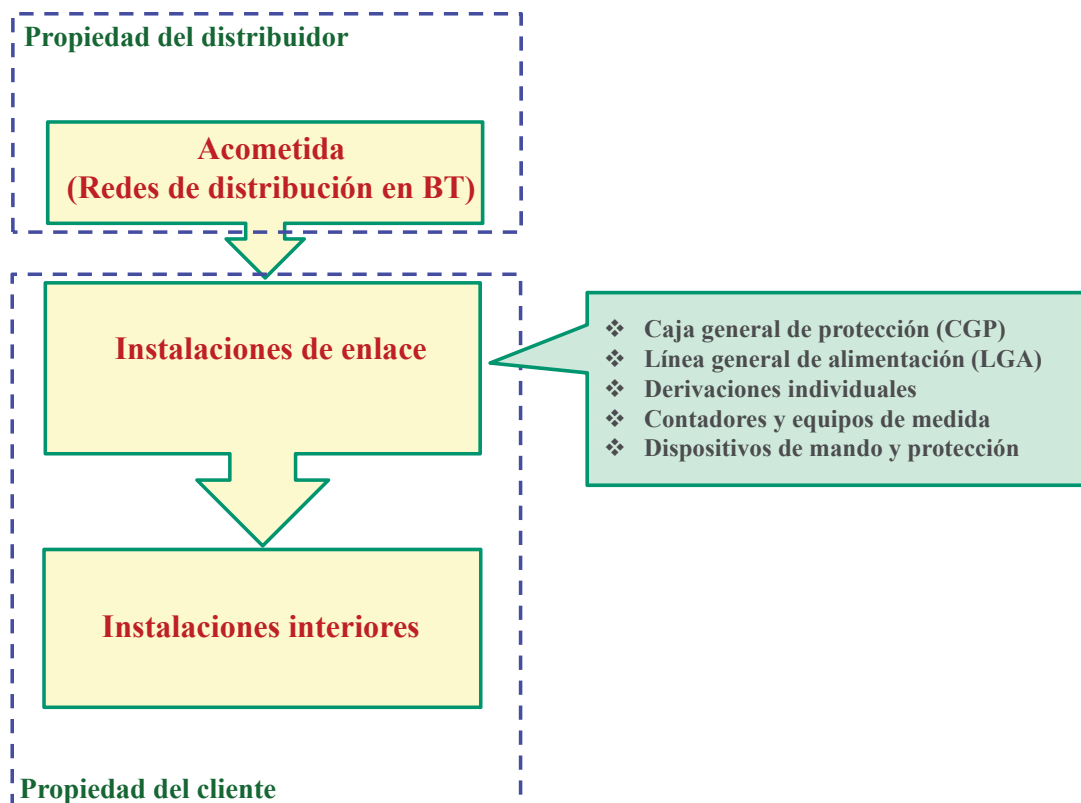 Propiedad del distribuidor
Acometida
(Redes de distribución en BT)
Instalaciones de enlace
❖ Caja general de protección (CGP)
❖ Línea general de alimentación (LGA)
❖ Derivaciones individuales
❖ Contadores y equipos de medida
❖ Dispositivos de mando y protección
Instalaciones interiores
Propiedad del cliente